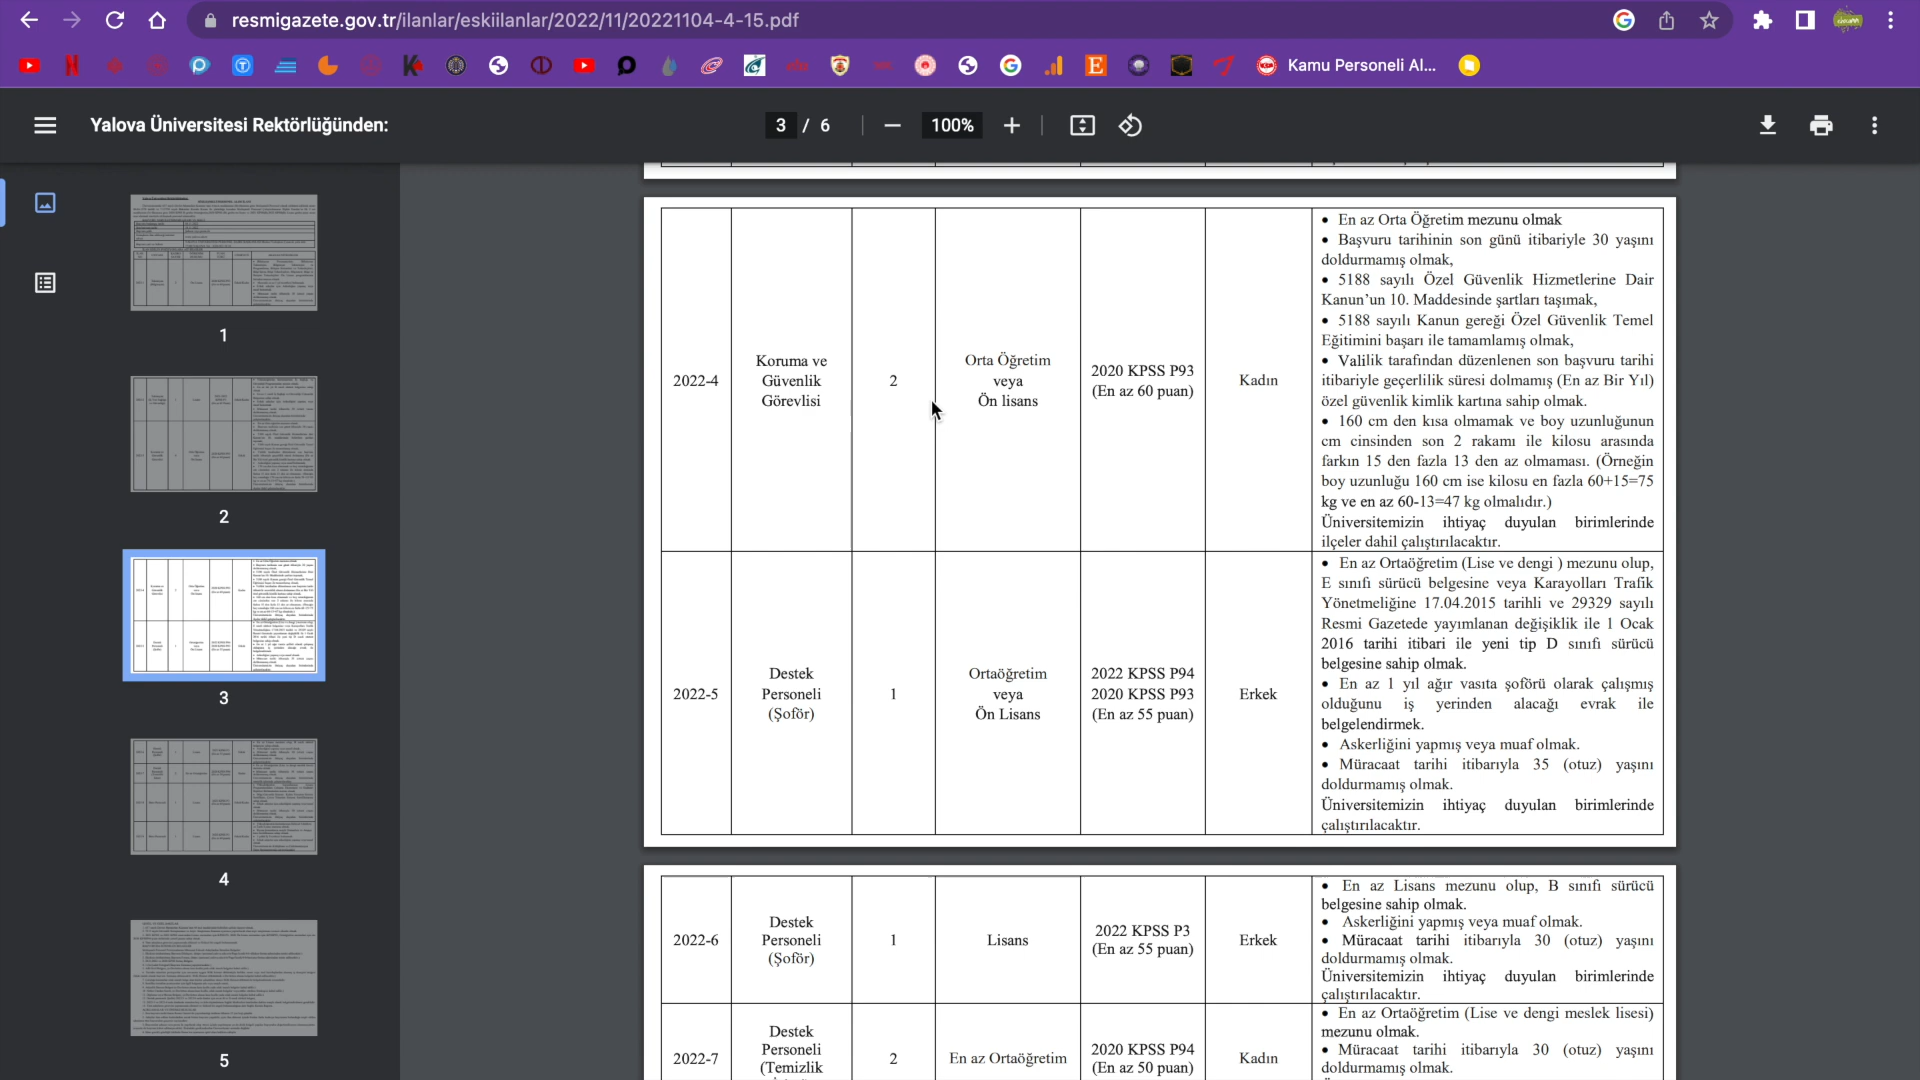 resmigazete.gov.tr/ilanlar/eskiilanlar/2022/11/20221104-4-15.pdf
Kamu Personeli Al...
Yalova Üniversitesi Rektörlüğünden:
3 / 6
100%
1
2
3
4
5
2022-4
Koruma ve
Güvenlik
Görevlisi
2
Orta Öğretim
veya
Ön lisans
2020 KPSS P93
(En az 60 puan)
Kadın
• En az Orta Öğretim mezunu olmak
• Başvuru tarihinin son günü itibariyle 30 yaşını
doldurmamış olmak,
• 5188 sayılı Özel Güvenlik Hizmetlerine Dair
Kanun’un 10. Maddesinde şartları taşımak,
• 5188 sayılı Kanun gereği Özel Güvenlik Temel
Eğitimini başarı ile tamamlamış olmak,
• Valilik tarafından düzenlenen son başvuru tarihi
itibariyle geçerlilik süresi dolmamış (En az Bir Yıl)
özel güvenlik kimlik kartına sahip olmak.
• 160 cm den kısa olmamak ve boy uzunluğunun
cm cinsinden son 2 rakamı ile kilosu arasında
farkın 15 den fazla 13 den az olmaması. (Örneğin
boy uzunluğu 160 cm ise kilosu en fazla 60+15=75
kg ve en az 60-13=47 kg olmalıdır.)
Üniversitemizin ihtiyaç duyulan birimlerinde
ilçeler dahil çalıştırılacaktır.
2022-5
Destek
Personeli
(Şoför)
1
Ortaöğretim
veya
Ön Lisans
2022 KPSS P94
2020 KPSS P93
(En az 55 puan)
Erkek
• En az Ortaöğretim (Lise ve dengi ) mezunu olup,
E sınıfı sürücü belgesine veya Karayolları Trafik
Yönetmeliğine 17.04.2015 tarihli ve 29329 sayılı
Resmi Gazetede yayımlanan değişiklik ile 1 Ocak
2016 tarihi itibari ile yeni tip D sınıfı sürücü
belgesine sahip olmak.
• En az 1 yıl ağır vasıta şoförü olarak çalışmış
olduğunu iş yerinden alacağı evrak ile
belgelendirmek.
• Askerliğini yapmış veya muaf olmak.
• Müracaat tarihi itibarıyla 35 (otuz) yaşını
doldurmamış olmak.
Üniversitemizin ihtiyaç duyulan birimlerinde
çalıştırılacaktır.
2022-6
Destek
Personeli
(Şoför)
1
Lisans
2022 KPSS P3
(En az 55 puan)
Erkek
• En az Lisans mezunu olup, B sınıfı sürücü
belgesine sahip olmak.
• Askerliğini yapmış veya muaf olmak.
• Müracaat tarihi itibarıyla 30 (otuz) yaşını
doldurmamış olmak.
Üniversitemizin ihtiyaç duyulan birimlerinde
çalıştırılacaktır.
2022-7
Destek
Personeli
(Temizlik
2
En az Ortaöğretim
2020 KPSS P94
(En az 50 puan)
Kadın
• En az Ortaöğretim (Lise ve dengi meslek lisesi)
mezunu olmak.
• Müracaat tarihi itibarıyla 30 (otuz) yaşını
doldurmamış olmak.